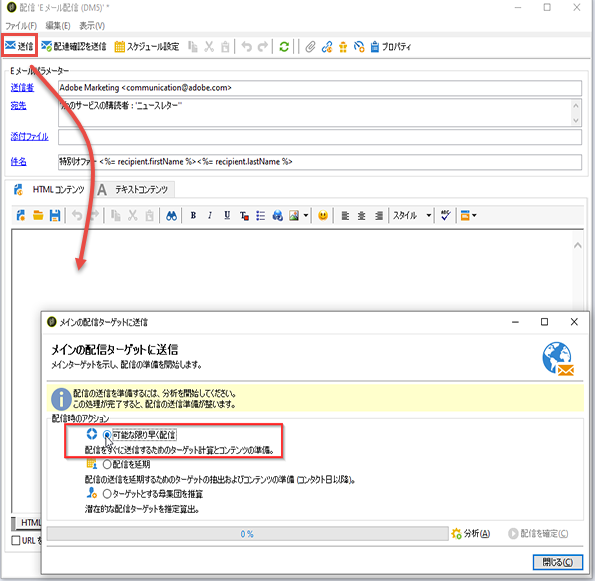 配信 'Eメール配信 (DM5)' *
ファイル(F) 編集(E) 表示(V)
送信 配達確認を送信 スケジュール設定 プロパティ
Eメールパラメーター
送信者 Adobe Marketing <communication@adobe.com>
宛先 のサービスの購読者：'ニュースレター'
添付ファイル
件名 特別オファー <%= recipient.firstName %><%= recipient.lastName %>
HTML コンテンツ テキストコンテンツ
B I U スタイル ABC
メインの配信ターゲットに送信
メインの配信ターゲットに送信
メインターゲットを示し、配信の準備を開始します。
配信の送信を準備するには、分析を開始してください。
この処理が完了すると、配信の送信準備が整います。
配信時のアクション
可能な限り早く配信
配信をすぐに送信するためのターゲット計算とコンテンツの準備。
配信を延期
配信の送信を延期するためのターゲットの抽出およびコンテンツの準備 (コンタクト日以降)。
ターゲットとする母集団を推算
潜在的な配信ターゲットを推定算出。
HTML
URL を
0 % 分析(A) 配信を確定(C)
閉じる(C)